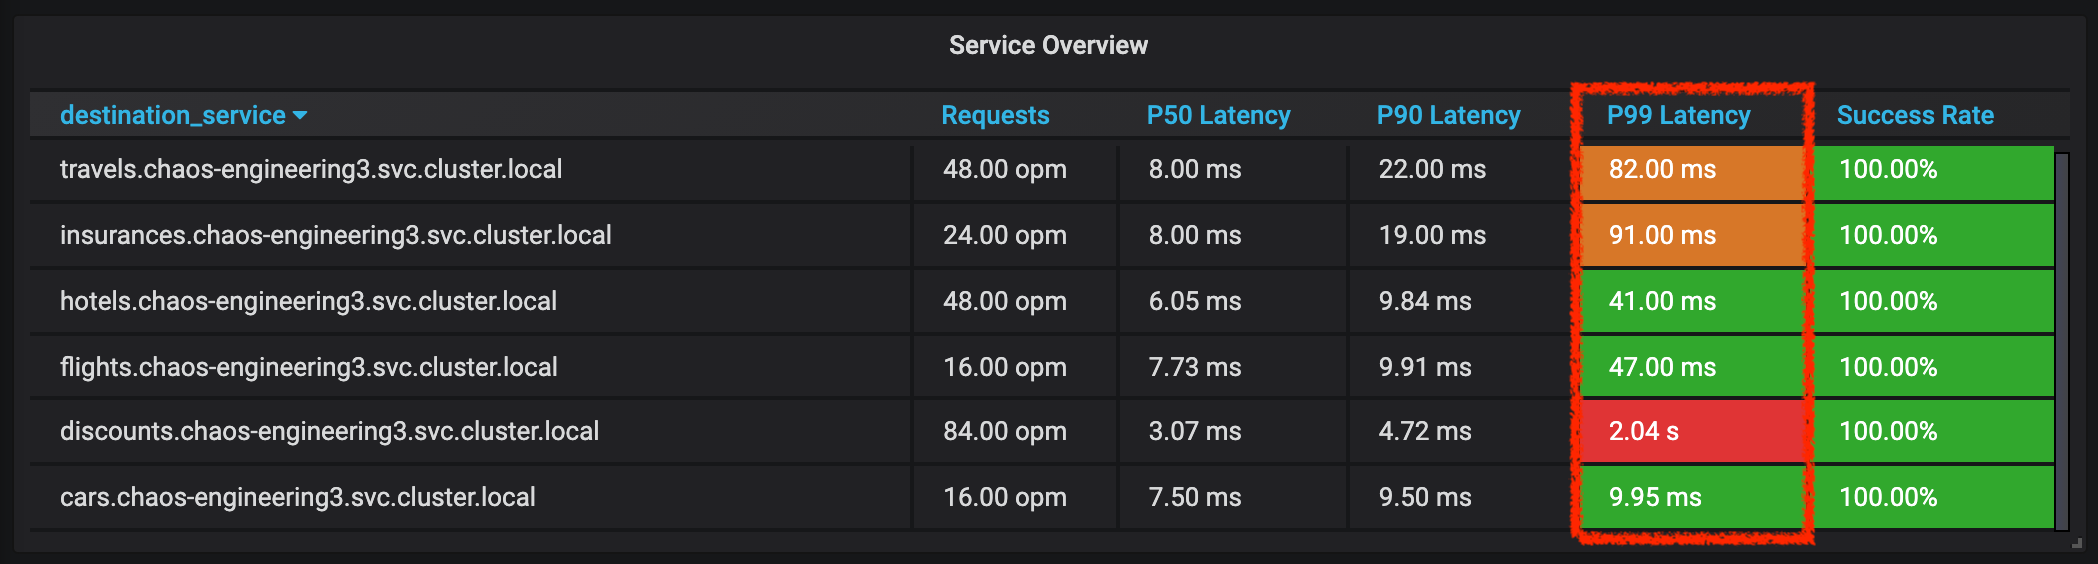 Service Overview
destination_service Requests P50 Latency P90 Latency P99 Latency Success Rate
travels.chaos-engineering3.svc.cluster.local 48.00 opm 8.00 ms 22.00 ms 82.00 ms 100.00%
insurances.chaos-engineering3.svc.cluster.local 24.00 opm 8.00 ms 19.00 ms 91.00 ms 100.00%
hotels.chaos-engineering3.svc.cluster.local 48.00 opm 6.05 ms 9.84 ms 41.00 ms 100.00%
flights.chaos-engineering3.svc.cluster.local 16.00 opm 7.73 ms 9.91 ms 47.00 ms 100.00%
discounts.chaos-engineering3.svc.cluster.local 84.00 opm 3.07 ms 4.72 ms 2.04 s 100.00%
cars.chaos-engineering3.svc.cluster.local 16.00 opm 7.50 ms 9.50 ms 9.95 ms 100.00%